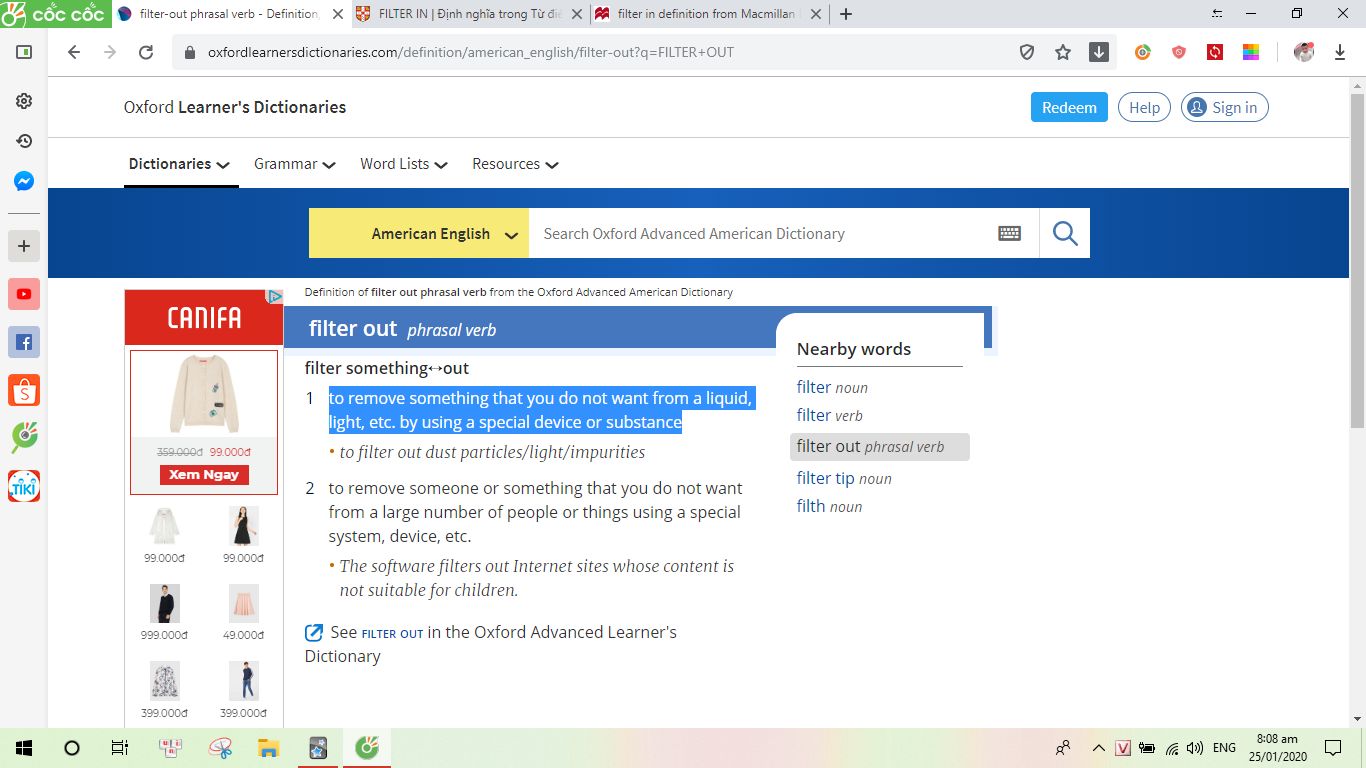 cốc cốc
filter-out phrasal verb - Definition,
FILTER IN | Định nghĩa trong Từ điể
filter in definition from Macmillan
oxfordlearnersdictionaries.com/definition/american_english/filter-out?q=FILTER+OUT
Oxford Learner's Dictionaries
Redeem
Help
Sign in
Dictionaries
Grammar
Word Lists
Resources
American English
Search Oxford Advanced American Dictionary
Definition of filter out phrasal verb from the Oxford Advanced American Dictionary
CANIFA
359.000đ 99.000đ
Xem Ngay
99.000đ
99.000đ
999.000đ
49.000đ
399.000đ
399.000đ
filter out phrasal verb
filter something↔out
1 to remove something that you do not want from a liquid,
light, etc. by using a special device or substance
• to filter out dust particles/light/impurities
2 to remove someone or something that you do not want
from a large number of people or things using a special
system, device, etc.
• The software filters out Internet sites whose content is
not suitable for children.
See FILTER OUT in the Oxford Advanced Learner's
Dictionary
Nearby words
filter noun
filter verb
filter out phrasal verb
filter tip noun
filth noun
TIKI
V
ENG
8:08 am
25/01/2020